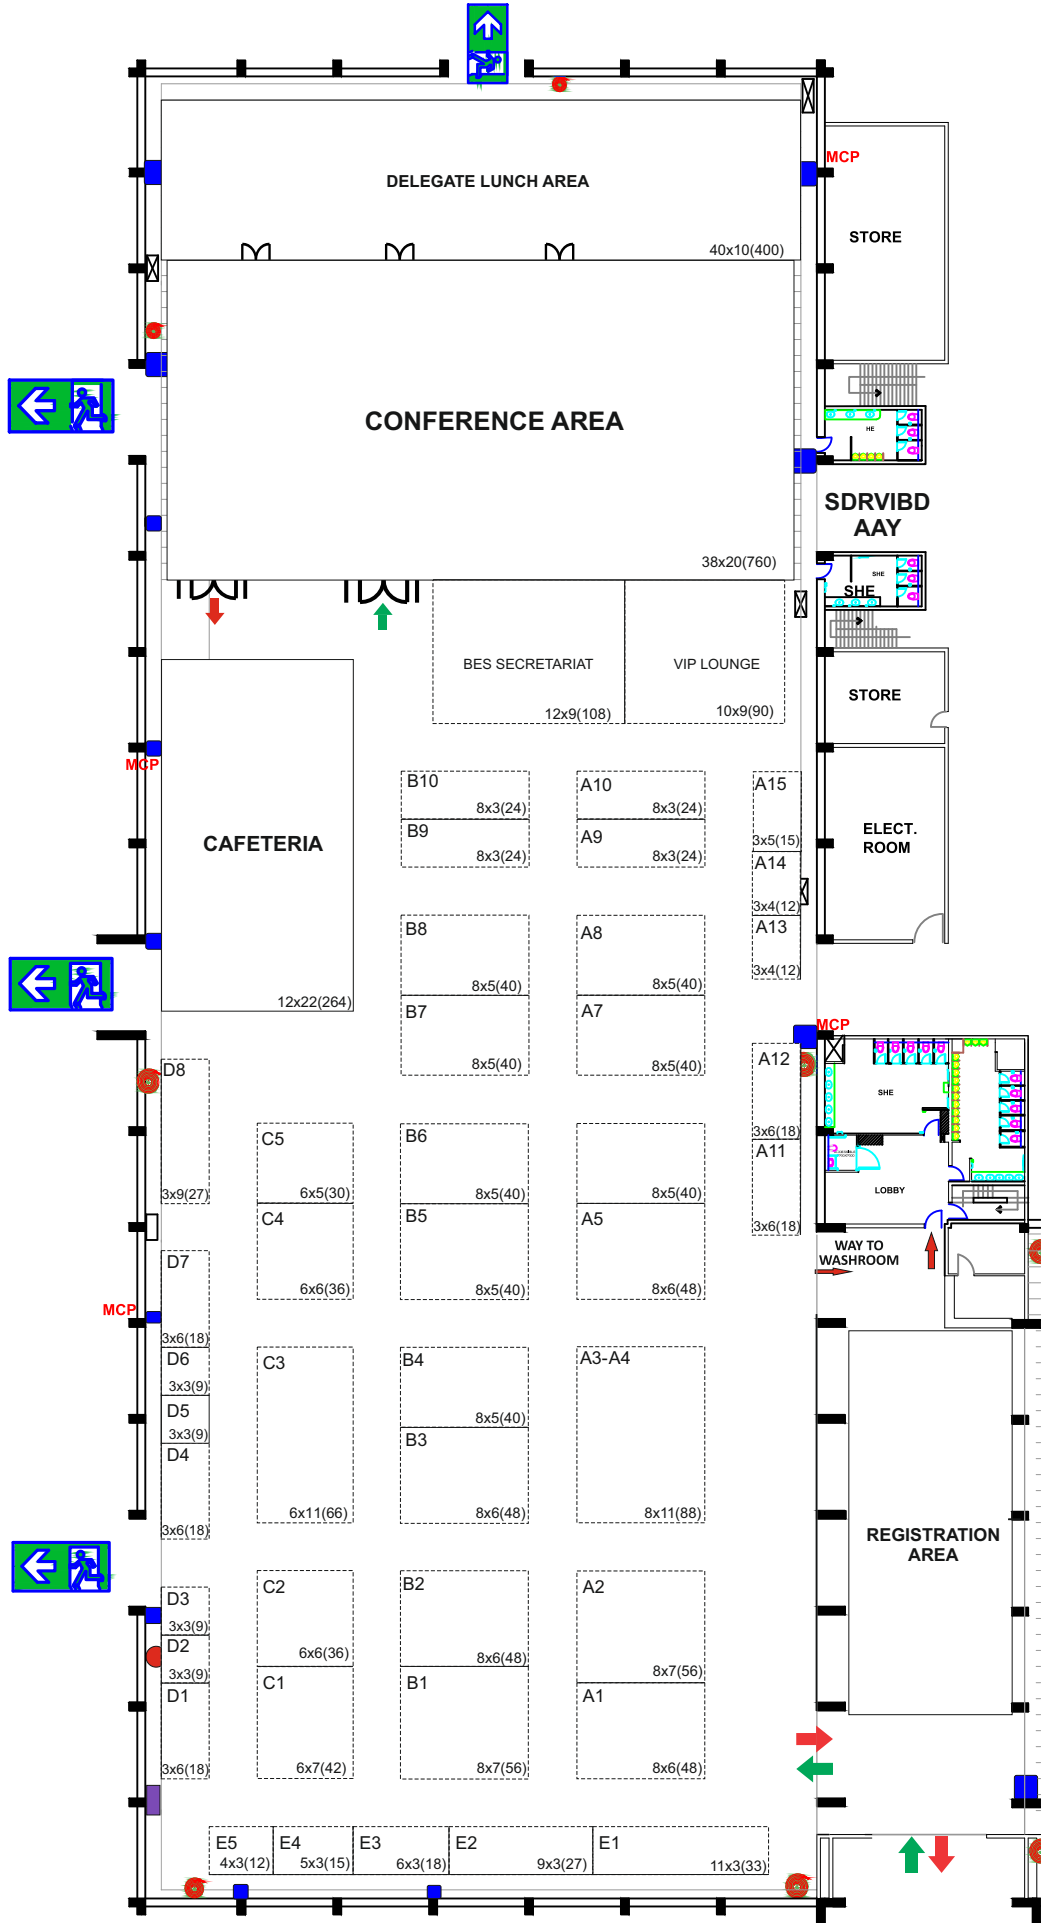 MCP
DELEGATE LUNCH AREA
40x10(400)
STORE
CONFERENCE AREA
38x20(760)
HE
SDRVIBD
AAY
SHE
SHE
BES SECRETARIAT
12x9(108)
VIP LOUNGE
10x9(90)
STORE
MCP
CAFETERIA
12x22(264)
ELECT.
ROOM
B10
8x3(24)
A10
8x3(24)
A15
3x5(15)
B9
8x3(24)
A9
8x3(24)
A14
3x4(12)
B8
8x5(40)
A8
8x5(40)
A13
3x4(12)
B7
8x5(40)
A7
8x5(40)
MCP
A12
3x6(18)
SHE
LOBBY
D8
3x9(27)
C5
6x5(30)
B6
8x5(40)
8x5(40)
A11
3x6(18)
C4
6x6(36)
B5
8x5(40)
A5
8x6(48)
WAY TO
WASHROOM
D7
3x6(18)
MCP
D6
3x3(9)
C3
6x11(66)
B4
8x5(40)
A3-A4
8x11(88)
D5
3x3(9)
D4
3x6(18)
B3
8x6(48)
REGISTRATION
AREA
D3
3x3(9)
C2
6x6(36)
B2
8x6(48)
A2
8x7(56)
D2
3x3(9)
D1
3x6(18)
C1
6x7(42)
B1
8x7(56)
A1
8x6(48)
E5
4x3(12)
E4
5x3(15)
E3
6x3(18)
E2
9x3(27)
E1
11x3(33)